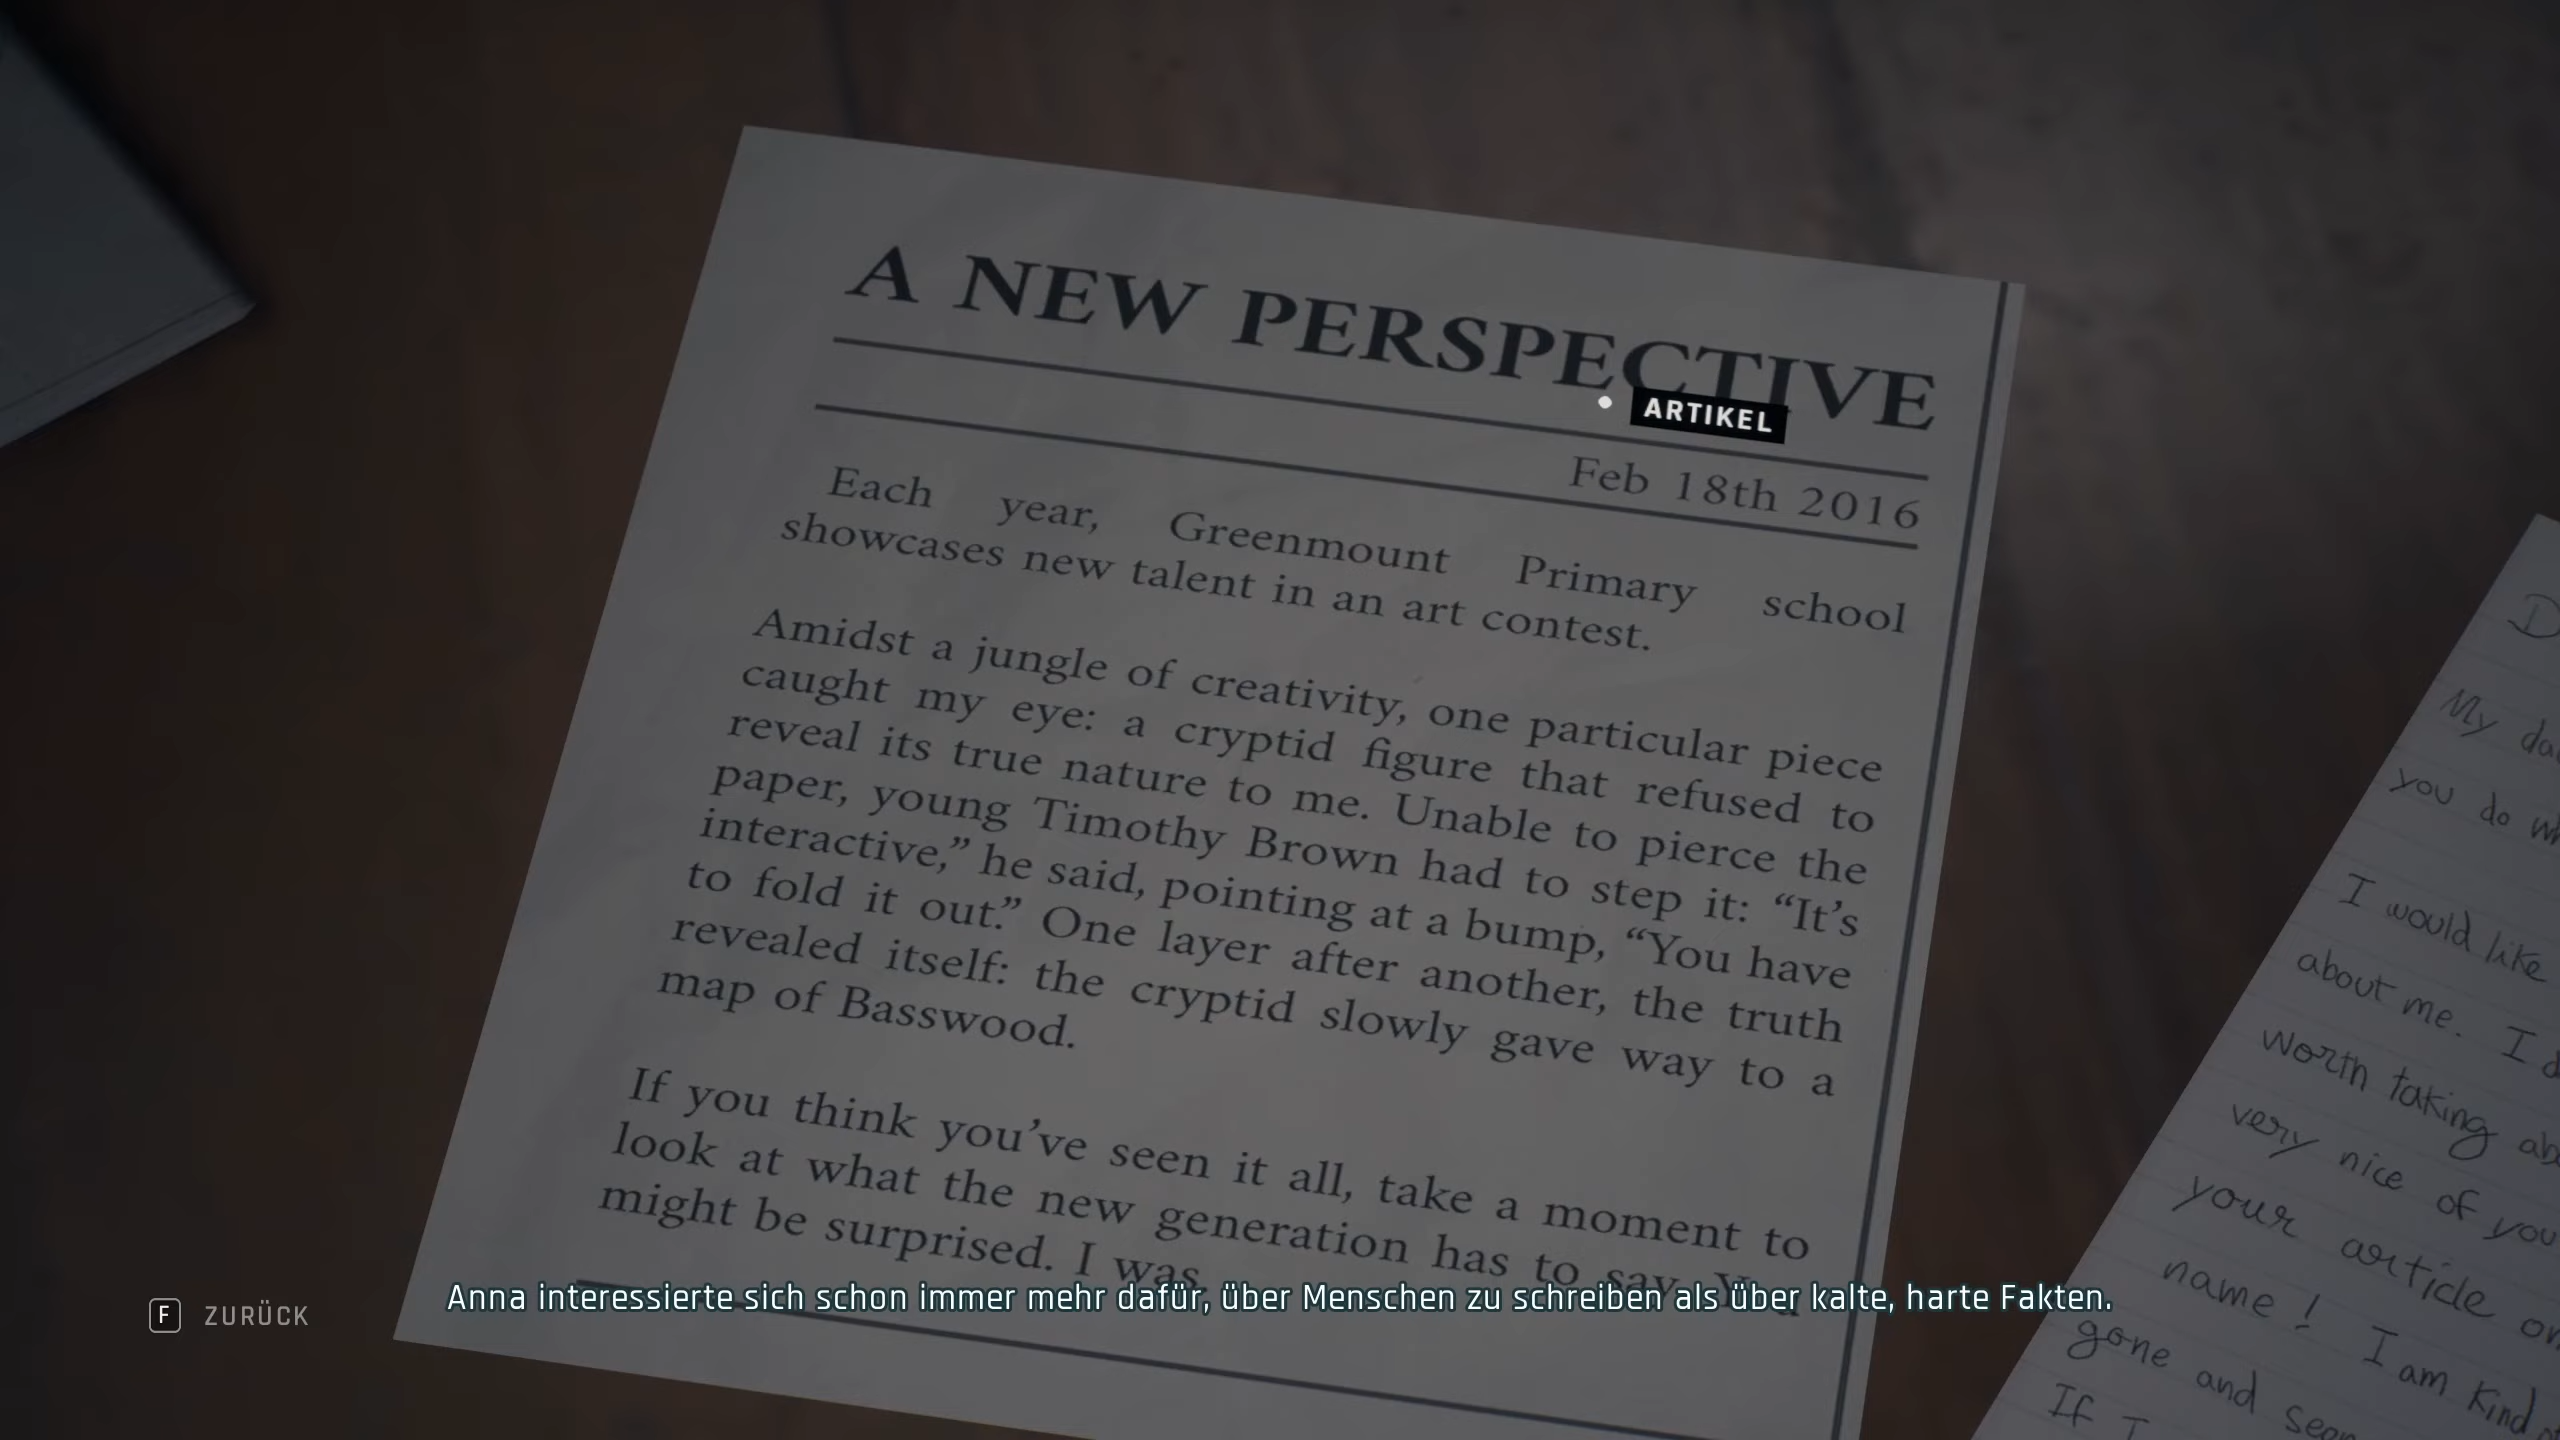 A NEW PERSPECTIVE
ARTIKEL
Feb 18th 2016
Each year, Greenmount Primary school
showcases new talent in an art contest.
Amidst a jungle of creativity, one particular piece
caught my eye: a cryptid figure that refused to
reveal its true nature to me. Unable to pierce the
paper, young Timothy Brown had to step it: “It’s
interactive,” he said, pointing at a bump, “You have
to fold it out.” One layer after another, the truth
revealed itself: the cryptid slowly gave way to a
map of Basswood.
If you think you’ve seen it all, take a moment to
look at what the new generation has to say. You
might be surprised. I was.
Anna interessierte sich schon immer mehr dafür, über Menschen zu schreiben als über kalte, harte Fakten.
F ZURÜCK
My
you do
I would like
about me. I
worth taking
very nice of you
your article
name! I am kind
gone and
If I